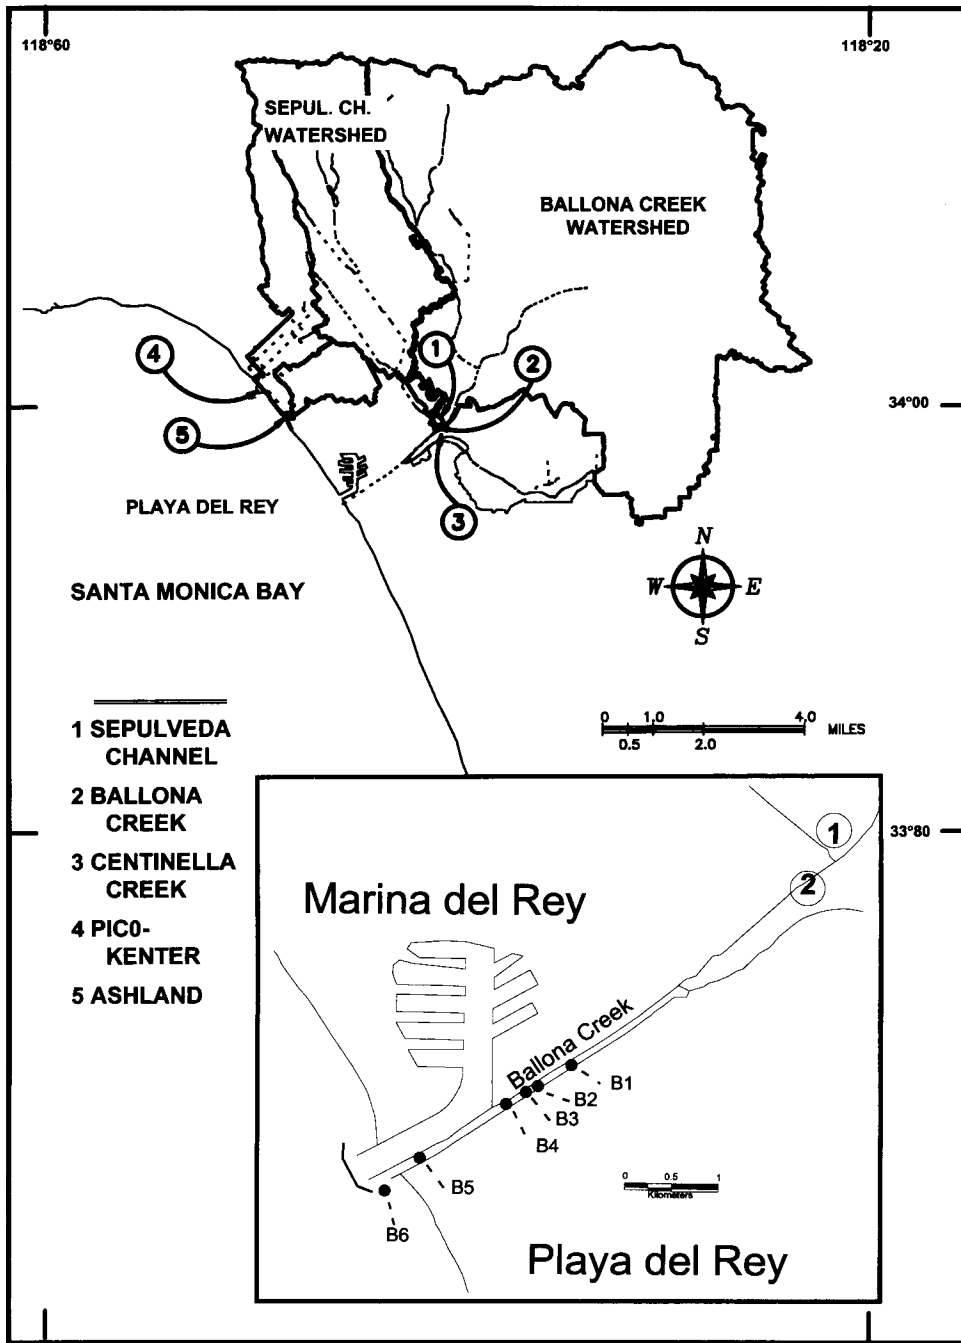 118°60
118°20
SEPUL. CH.
WATERSHED
BALLONA CREEK
WATERSHED
1
2
4
34°00
5
PLAYA DEL REY
3
N
SANTA MONICA BAY
W
E
S
0 1.0 4.0
MILES
0.5 2.0
1 SEPULVEDA
CHANNEL
2 BALLONA
CREEK
3 CENTINELLA
CREEK
4 PIC0-
KENTER
5 ASHLAND
33°80
1
2
Marina del Rey
Ballona Creek
B1
B2
B3
B4
B5
B6
0 0.5 1
Kilometers
Playa del Rey